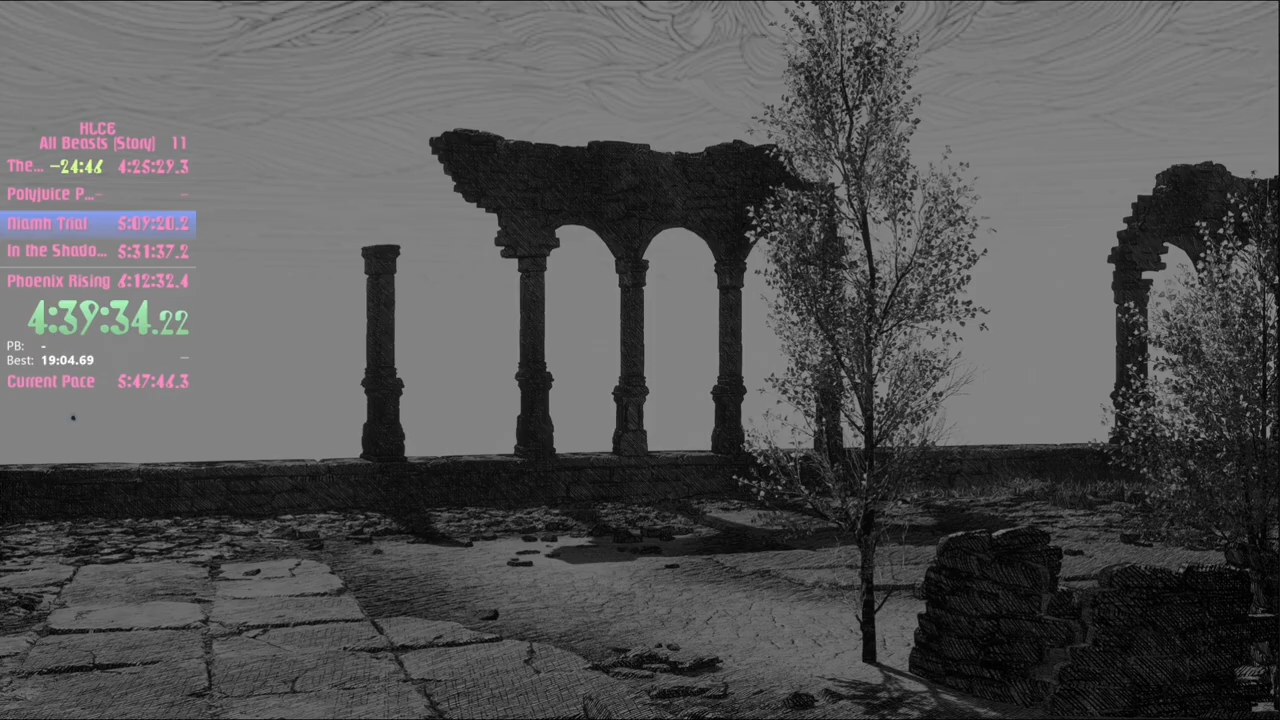 HLCE
All Beasts (Story) 11
The... -24:46 4:25:29.3
Polyjuice P... - -
Niamh Trial 5:09:20.2
In the Shado... 5:31:37.2
Phoenix Rising 6:12:32.4
4:39:34.22
PB: -
Best: 19:04.69 -
Current Pace 5:47:46.3